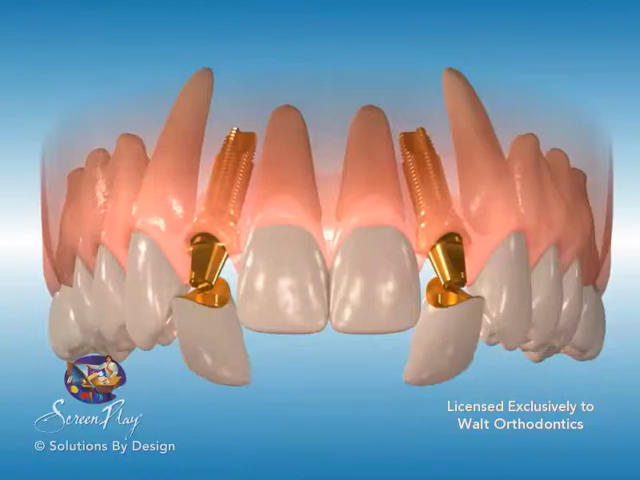 ScreenPlay
© Solutions By Design
Licensed Exclusively to
Walt Orthodontics